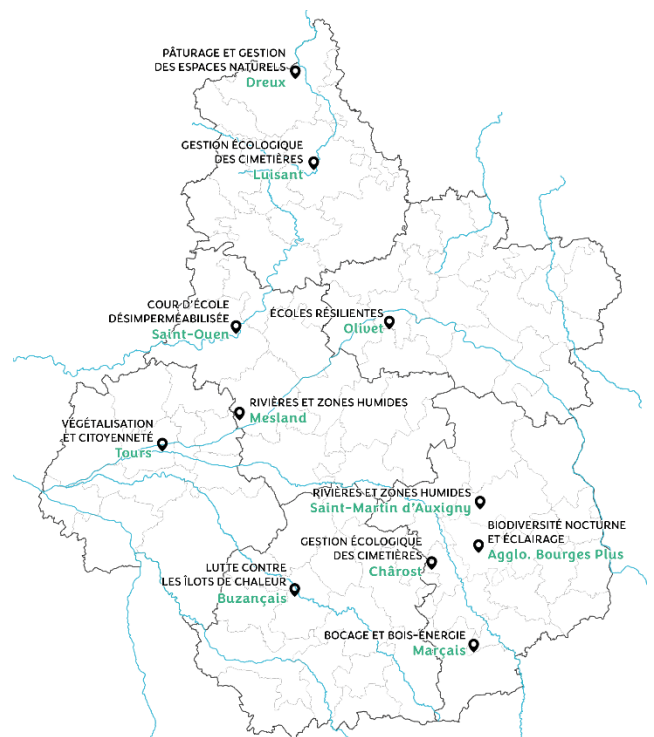 PÂTURAGE ET GESTION
DES ESPACES NATURELS
Dreux
GESTION ÉCOLOGIQUE
DES CIMETIÈRES
Luisant
COUR D'ÉCOLE
DÉSIMPERMÉABILISÉE
Saint-Ouen
ÉCOLES RÉSILIENTES
Olivet
RIVIÈRES ET ZONES HUMIDES
Mesland
VÉGÉTALISATION
ET CITOYENNETÉ
Tours
RIVIÈRES ET ZONES HUMIDES
Saint-Martin d'Auxigny
BIODIVERSITÉ NOCTURNE
ET ÉCLAIRAGE
Agglo. Bourges Plus
GESTION ÉCOLOGIQUE
DES CIMETIÈRES
Chârost
LUTTE CONTRE
LES ÎLOTS DE CHALEUR
Buzançais
BOCAGE ET BOIS-ÉNERGIE
Marçais